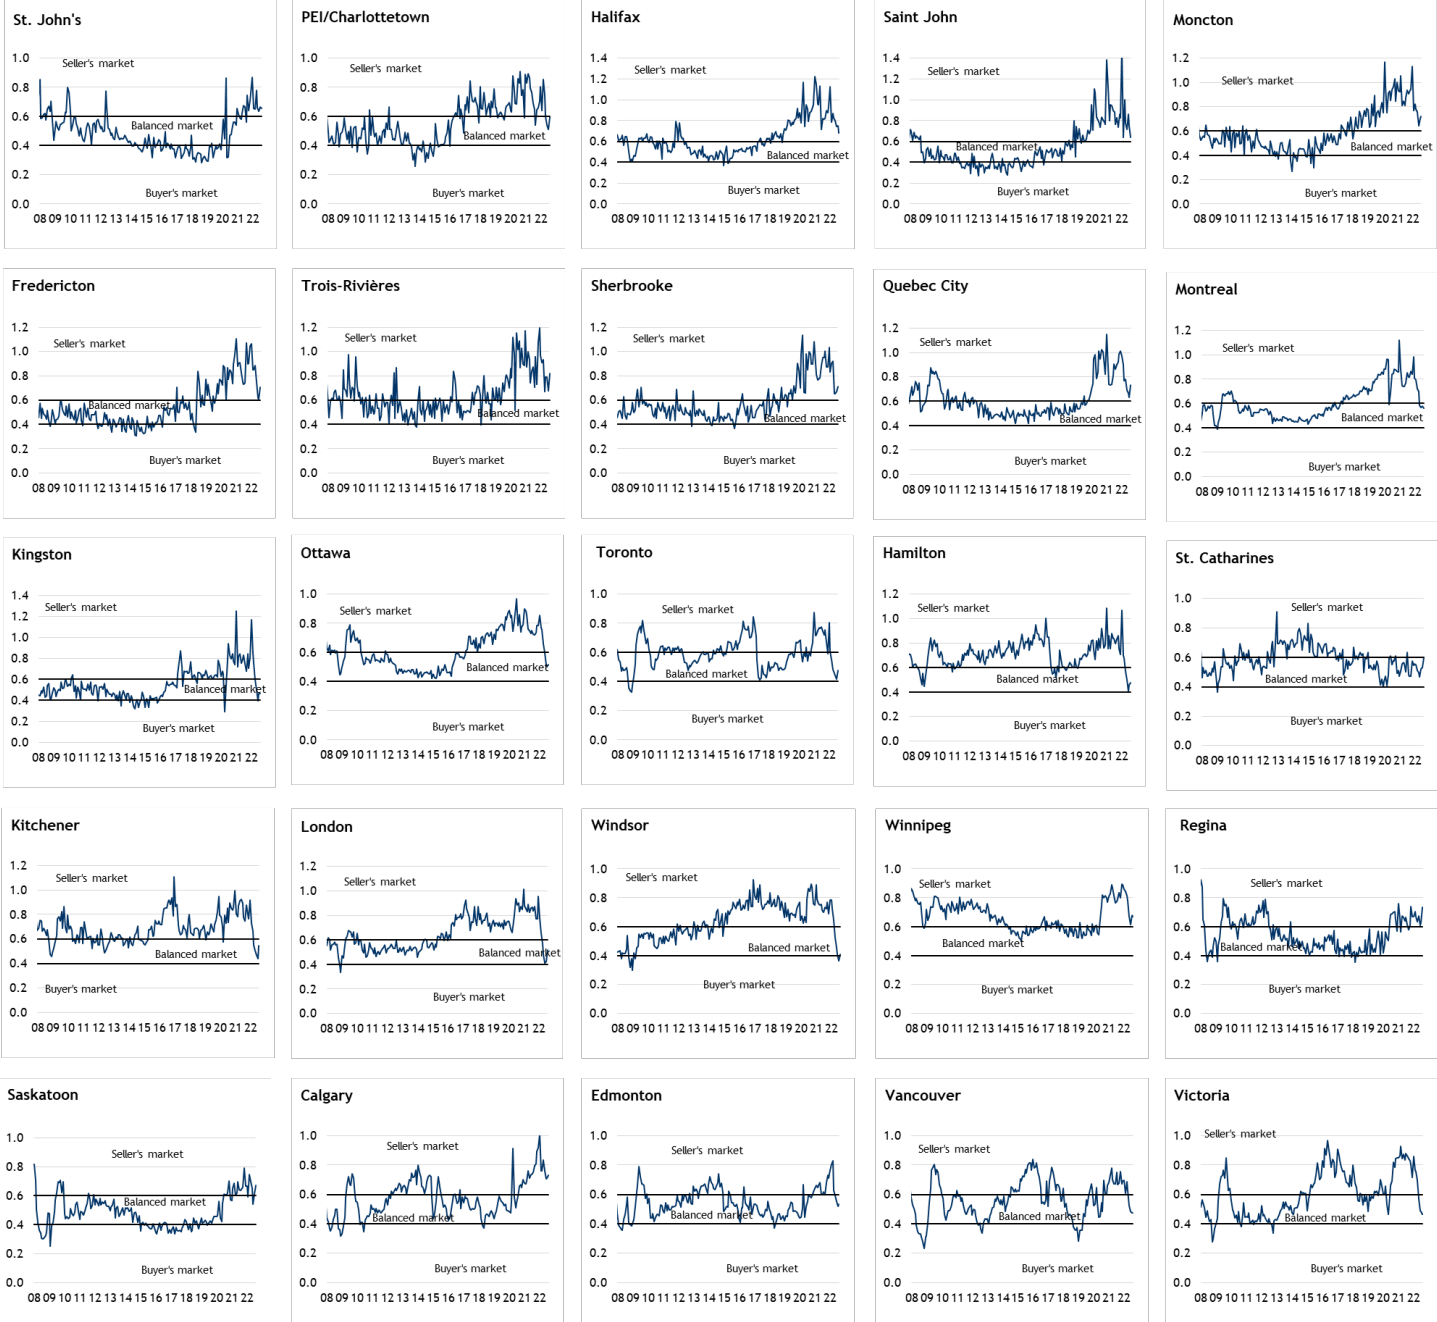 St. John's
1.0
0.8
0.6
0.4
0.2
0.0
Seller's market
Balanced market
Buyer's market
08 09 10 11 12 13 14 15 16 17 18 19 20 21 22
PEI/Charlottetown
1.0
0.8
0.6
0.4
0.2
0.0
Seller's market
Balanced market
Buyer's market
08 09 10 11 12 13 14 15 16 17 18 19 20 21 22
Halifax
1.4
1.2
1.0
0.8
0.6
0.4
0.2
0.0
Seller's market
Balanced market
Buyer's market
08 09 10 11 12 13 14 15 16 17 18 19 20 21 22
Saint John
1.4
1.2
1.0
0.8
0.6
0.4
0.2
0.0
Seller's market
Balanced market
Buyer's market
08 09 10 11 12 13 14 15 16 17 18 19 20 21 22
Moncton
1.2
1.0
0.8
0.6
0.4
0.2
0.0
Seller's market
Balanced market
Buyer's market
08 09 10 11 12 13 14 15 16 17 18 19 20 21 22
Fredericton
1.2
1.0
0.8
0.6
0.4
0.2
0.0
Seller's market
Balanced market
Buyer's market
08 09 10 11 12 13 14 15 16 17 18 19 20 21 22
Trois-Rivières
1.2
1.0
0.8
0.6
0.4
0.2
0.0
Seller's market
Balanced market
Buyer's market
08 09 10 11 12 13 14 15 16 17 18 19 20 21 22
Sherbrooke
1.2
1.0
0.8
0.6
0.4
0.2
0.0
Seller's market
Balanced market
Buyer's market
08 09 10 11 12 13 14 15 16 17 18 19 20 21 22
Quebec City
1.2
1.0
0.8
0.6
0.4
0.2
0.0
Seller's market
Balanced market
Buyer's market
08 09 10 11 12 13 14 15 16 17 18 19 20 21 22
Montreal
1.2
1.0
0.8
0.6
0.4
0.2
0.0
Seller's market
Balanced market
Buyer's market
08 09 10 11 12 13 14 15 16 17 18 19 20 21 22
Kingston
1.4
1.2
1.0
0.8
0.6
0.4
0.2
0.0
Seller's market
Balanced market
Buyer's market
08 09 10 11 12 13 14 15 16 17 18 19 20 21 22
Ottawa
1.0
0.8
0.6
0.4
0.2
0.0
Seller's market
Balanced market
Buyer's market
08 09 10 11 12 13 14 15 16 17 18 19 20 21 22
Toronto
1.0
0.8
0.6
0.4
0.2
0.0
Seller's market
Balanced market
Buyer's market
08 09 10 11 12 13 14 15 16 17 18 19 20 21 22
Hamilton
1.2
1.0
0.8
0.6
0.4
0.2
0.0
Seller's market
Balanced market
Buyer's market
08 09 10 11 12 13 14 15 16 17 18 19 20 21 22
St. Catharines
1.0
0.8
0.6
0.4
0.2
0.0
Seller's market
Balanced market
Buyer's market
08 09 10 11 12 13 14 15 16 17 18 19 20 21 22
Kitchener
1.2
1.0
0.8
0.6
0.4
0.2
0.0
Seller's market
Balanced market
Buyer's market
08 09 10 11 12 13 14 15 16 17 18 19 20 21 22
London
1.2
1.0
0.8
0.6
0.4
0.2
0.0
Seller's market
Balanced market
Buyer's market
08 09 10 11 12 13 14 15 16 17 18 19 20 21 22
Windsor
1.0
0.8
0.6
0.4
0.2
0.0
Seller's market
Balanced market
Buyer's market
08 09 10 11 12 13 14 15 16 17 18 19 20 21 22
Winnipeg
1.0
0.8
0.6
0.4
0.2
0.0
Seller's market
Balanced market
Buyer's market
08 09 10 11 12 13 14 15 16 17 18 19 20 21 22
Regina
1.0
0.8
0.6
0.4
0.2
0.0
Seller's market
Balanced market
Buyer's market
08 09 10 11 12 13 14 15 16 17 18 19 20 21 22
Saskatoon
1.0
0.8
0.6
0.4
0.2
0.0
Seller's market
Balanced market
Buyer's market
08 09 10 11 12 13 14 15 16 17 18 19 20 21 22
Calgary
1.0
0.8
0.6
0.4
0.2
0.0
Seller's market
Balanced market
Buyer's market
08 09 10 11 12 13 14 15 16 17 18 19 20 21 22
Edmonton
1.0
0.8
0.6
0.4
0.2
0.0
Seller's market
Balanced market
Buyer's market
08 09 10 11 12 13 14 15 16 17 18 19 20 21 22
Vancouver
1.0
0.8
0.6
0.4
0.2
0.0
Seller's market
Balanced market
Buyer's market
08 09 10 11 12 13 14 15 16 17 18 19 20 21 22
Victoria
1.0
0.8
0.6
0.4
0.2
0.0
Seller's market
Balanced market
Buyer's market
08 09 10 11 12 13 14 15 16 17 18 19 20 21 22